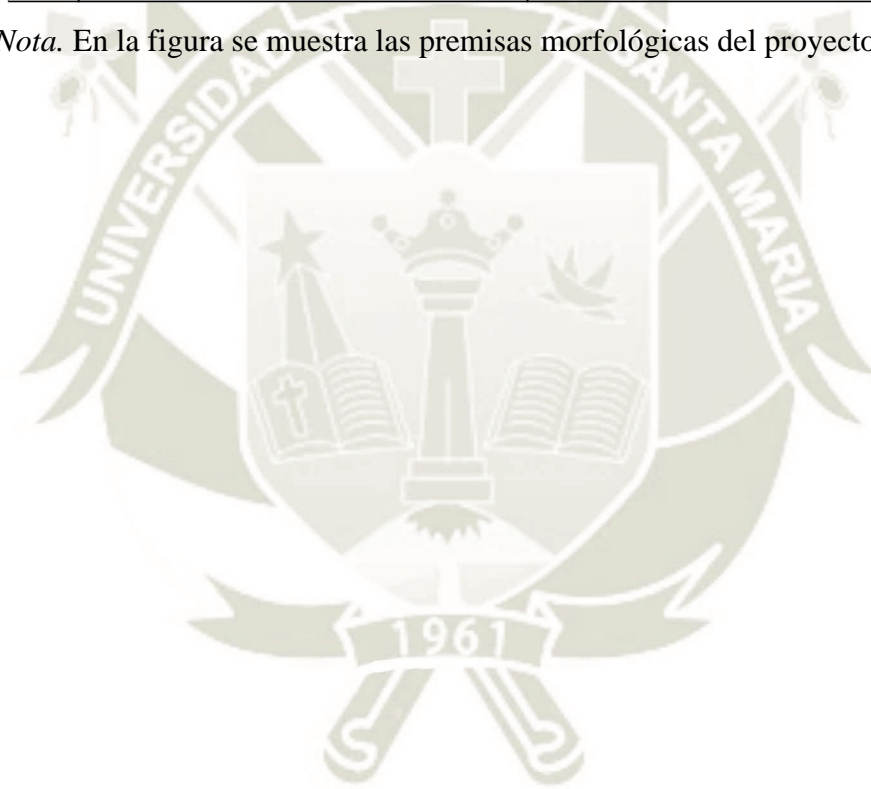 Nota. En la figura se muestra las premisas morfológicas del proyecto
UNIVERSIDAD
SANTA MARIA
1961